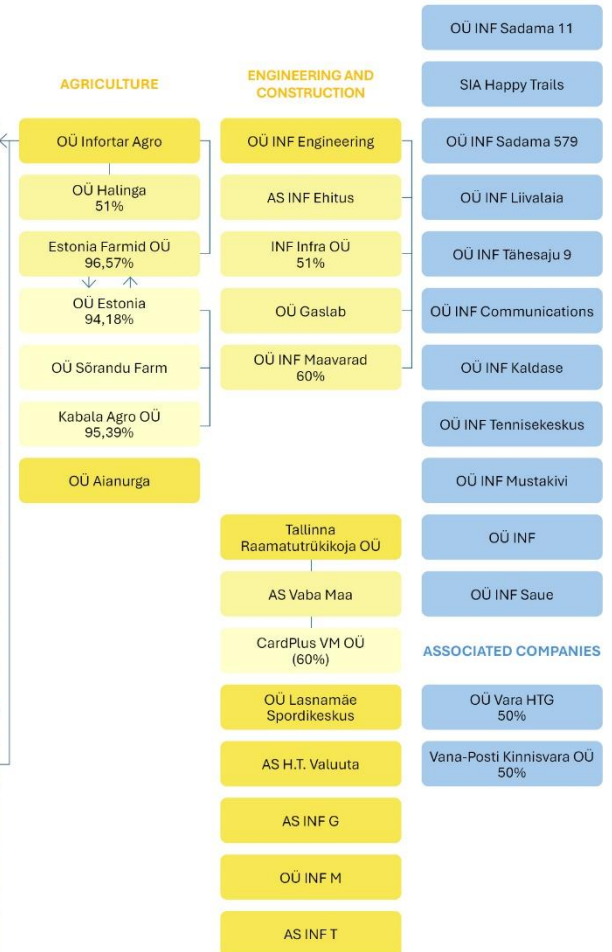 AGRICULTURE
OÜ Infortar Agro
OÜ Halinga
51%
Estonia Farmid OÜ
96,57%
OÜ Estonia
94,18%
OÜ Sõrandu Farm
Kabala Agro OÜ
95,39%
OÜ Aianurga
ENGINEERING AND
CONSTRUCTION
OÜ INF Engineering
AS INF Ehitus
INF Infra OÜ
51%
OÜ Gaslab
OÜ INF Maavarad
60%
Tallinna
Raamatutrükikoja OÜ
AS Vaba Maa
CardPlus VM OÜ
(60%)
OÜ Lasnamäe
Spordikeskus
AS H.T. Valuuta
AS INF G
OÜ INF M
AS INF T
OÜ INF Sadama 11
SIA Happy Trails
OÜ INF Sadama 579
OÜ INF Liivalaia
OÜ INF Tähesaju 9
OÜ INF Communications
OÜ INF Kaldase
OÜ INF Tennisekeskus
OÜ INF Mustakivi
OÜ INF
OÜ INF Saue
ASSOCIATED COMPANIES
OÜ Vara HTG
50%
Vana-Posti Kinnisvara OÜ
50%